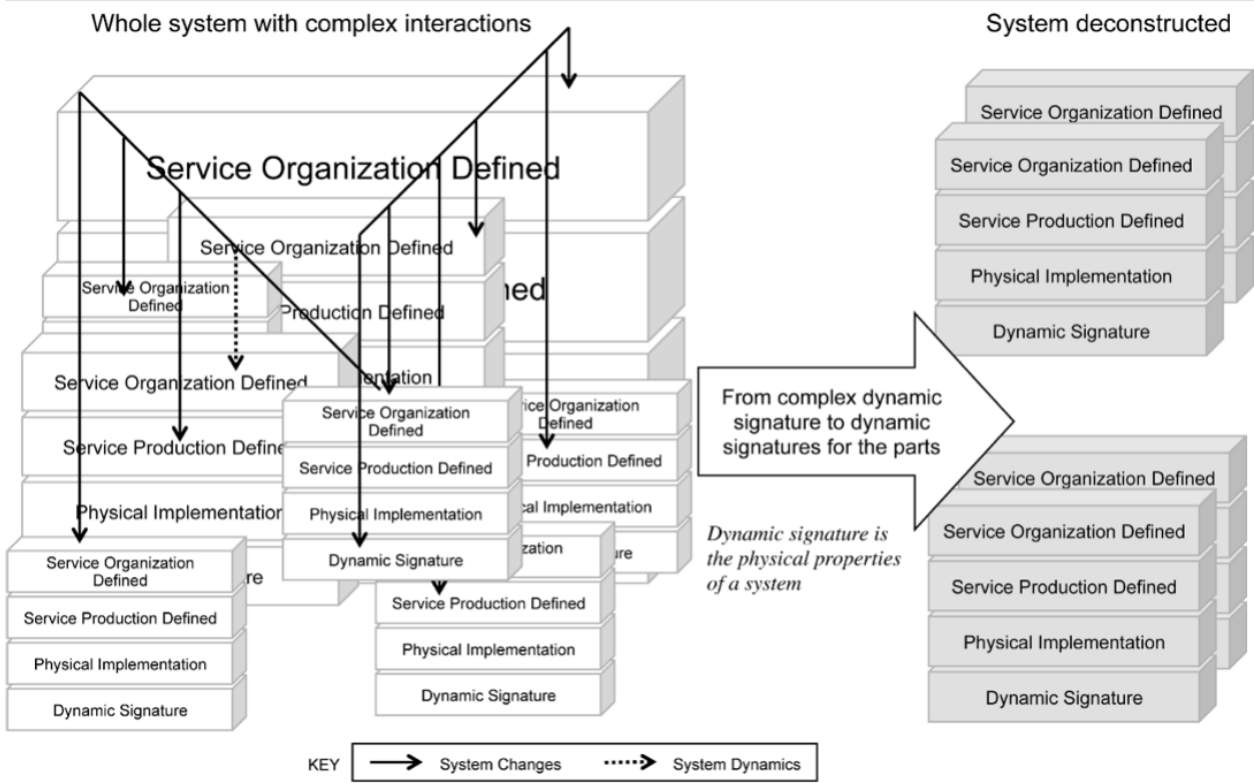 Whole system with complex interactions
System deconstructed
Service Organization Defined
Service Organization Defined
Service Organization
Defined
Production Defined
Service Organization Defined
Service Production
Physical Implementation
Service Organization
Defined
Service Production Defined
Physical Implementation
Dynamic Signature
Organization
Defined
Production Defined
Implementation
Service Organization
Defined
Service Production Defined
Physical Implementation
Dynamic Signature
Service Production Defined
Physical Implementation
Dynamic Signature
From complex dynamic
signature to dynamic
signatures for the parts
Dynamic signature is
the physical properties
of a system
Service Organization Defined
Service Organization Defined
Service Production Defined
Physical Implementation
Dynamic Signature
Service Organization Defined
Service Organization Defined
Service Production Defined
Physical Implementation
Dynamic Signature
KEY
System Changes
System Dynamics